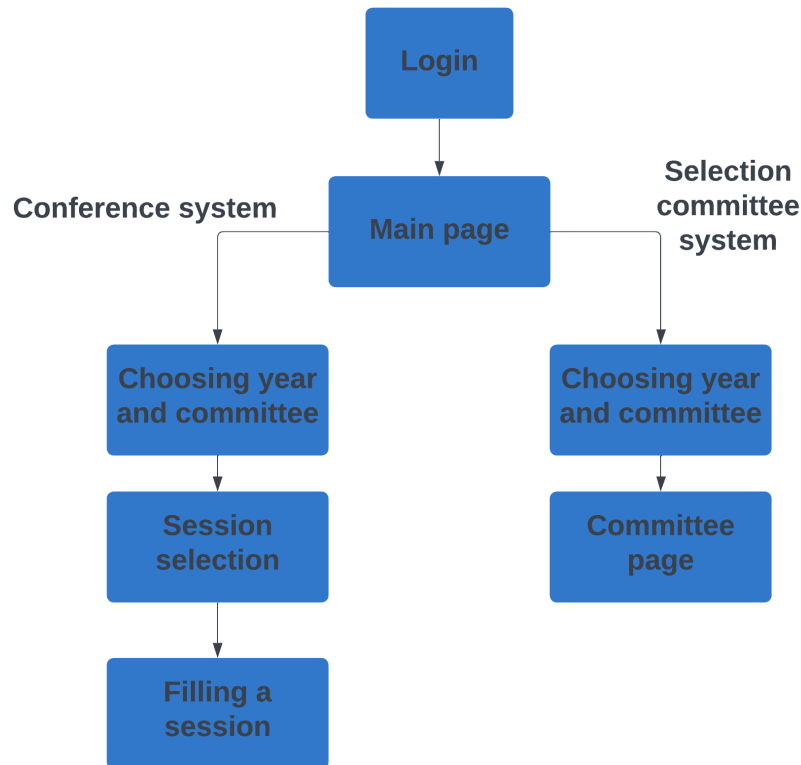 Login
Selection
committee
system
Conference system
Main page
Choosing year
and committee
Choosing year
and committee
Session
selection
Committee
page
Filling a
session